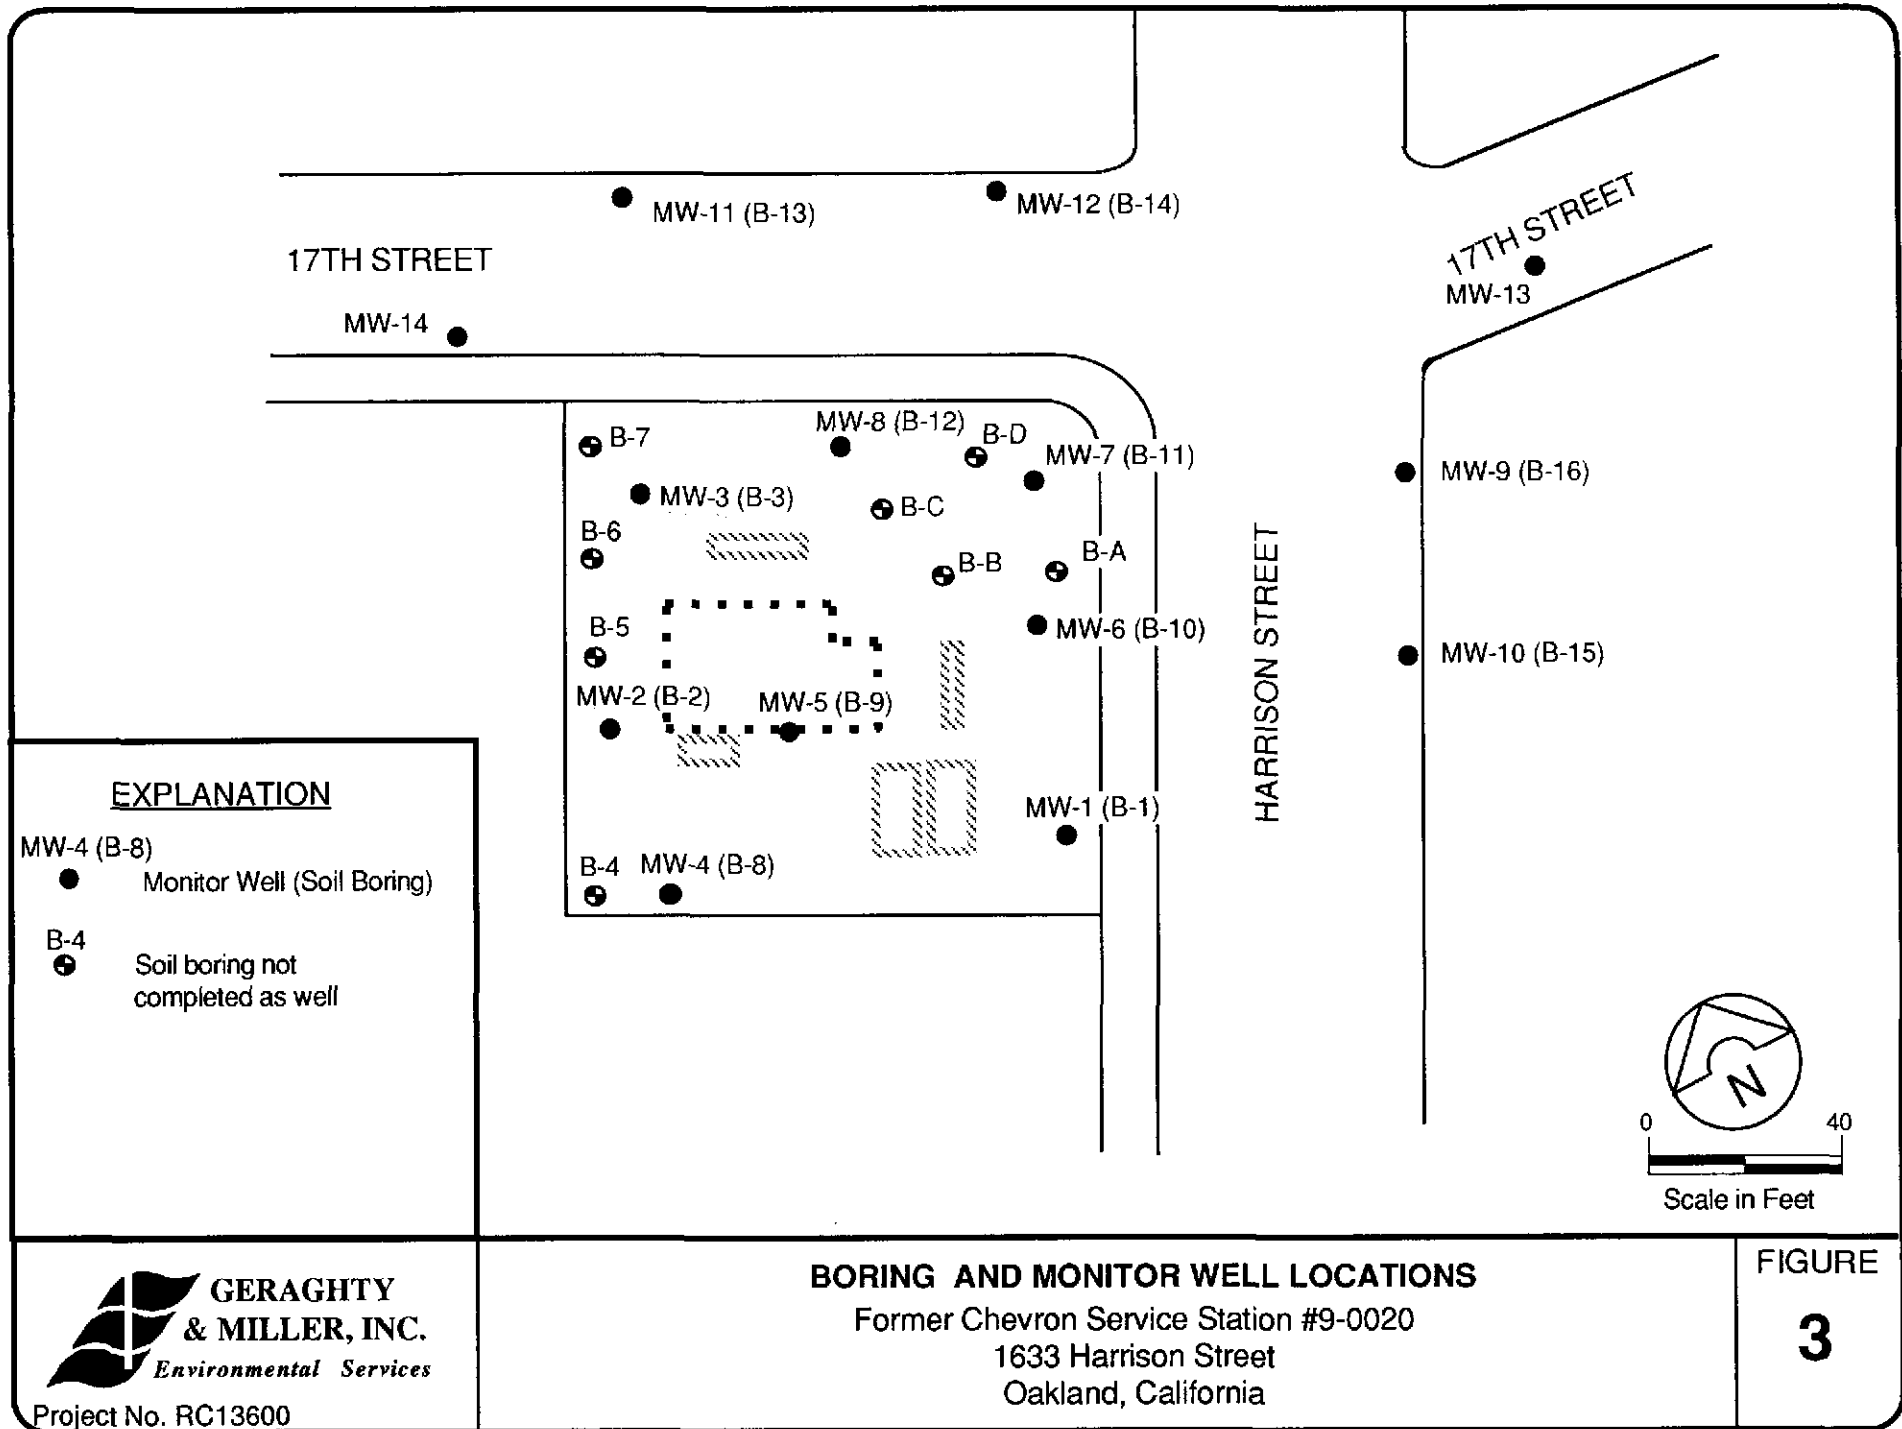 MW-11 (B-13)
MW-12 (B-14)
17TH STREET
17TH STREET
MW-13
MW-14
B-7
MW-8 (B-12)
B-D
MW-7 (B-11)
MW-9 (B-16)
MW-3 (B-3)
B-C
B-6
B-B
B-A
HARRISON STREET
B-5
MW-6 (B-10)
MW-10 (B-15)
MW-2 (B-2)
MW-5 (B-9)
MW-1 (B-1)
B-4
MW-4 (B-8)
EXPLANATION
MW-4 (B-8)
Monitor Well (Soil Boring)
B-4
Soil boring not
completed as well
N
0 40
Scale in Feet
GERAGHTY
& MILLER, INC.
Environmental Services
Project No. RC13600
BORING AND MONITOR WELL LOCATIONS
Former Chevron Service Station #9-0020
1633 Harrison Street
Oakland, California
FIGURE
3